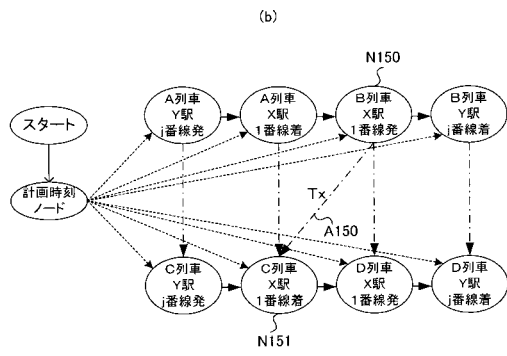 (b)
N150
A列車
Y駅
j番線発
A列車
X駅
1番線着
B列車
X駅
1番線発
B列車
Y駅
j番線着
スタート
計画時刻
ノード
Tx
A150
C列車
Y駅
j番線発
C列車
X駅
1番線着
D列車
X駅
1番線発
D列車
Y駅
j番線着
N151